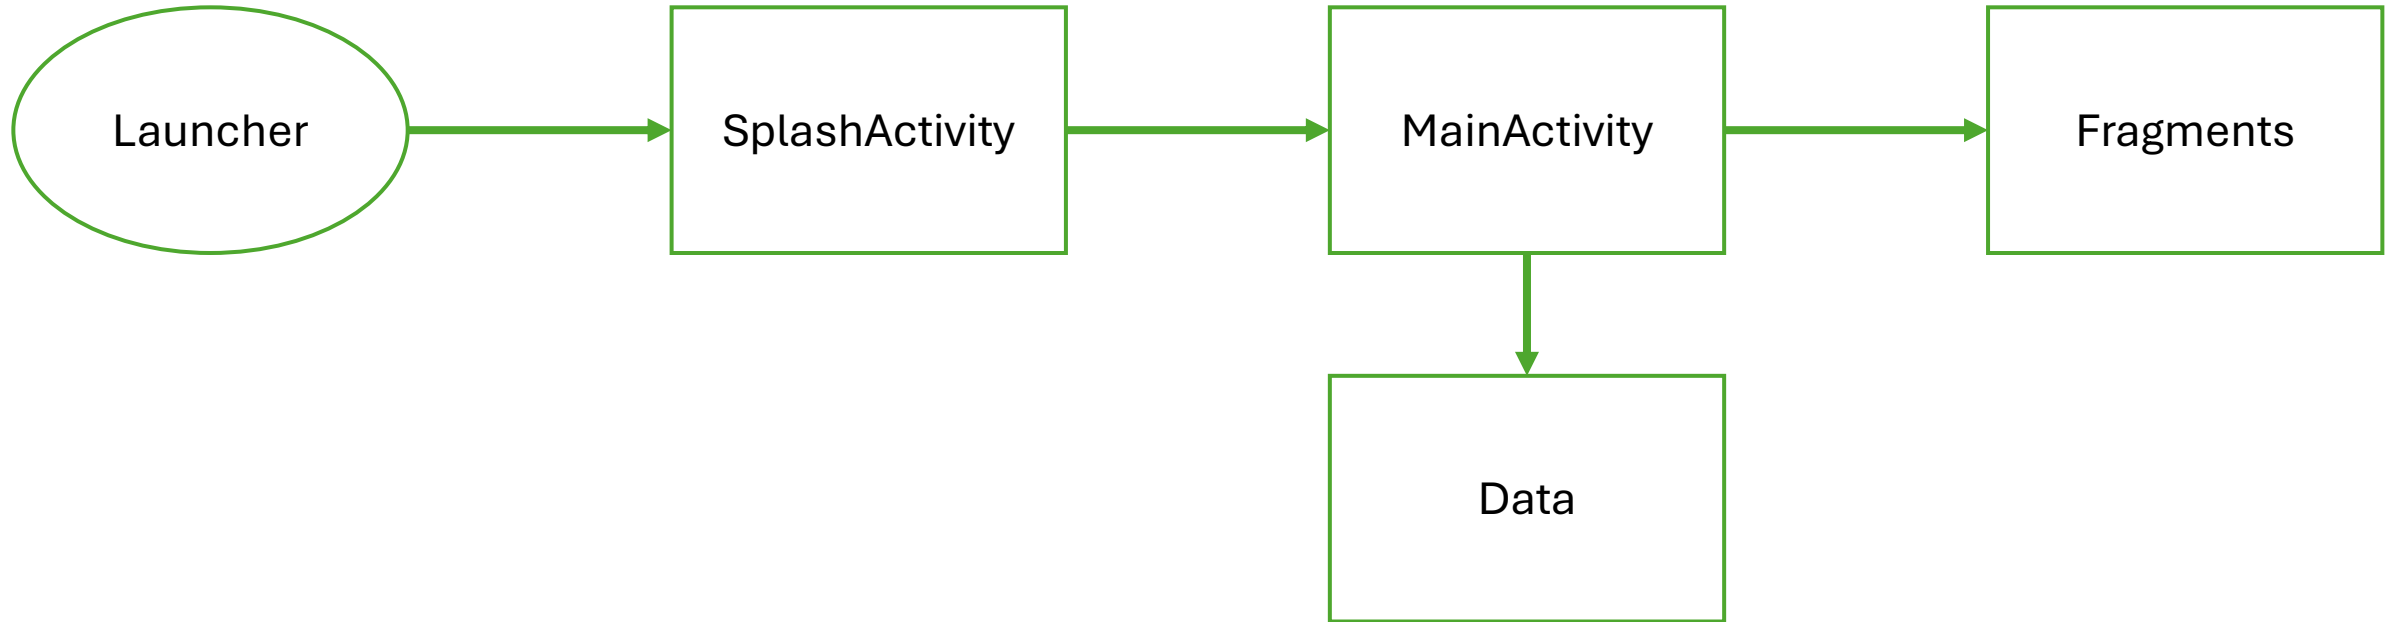 Launcher
SplashActivity
MainActivity
Fragments
Data